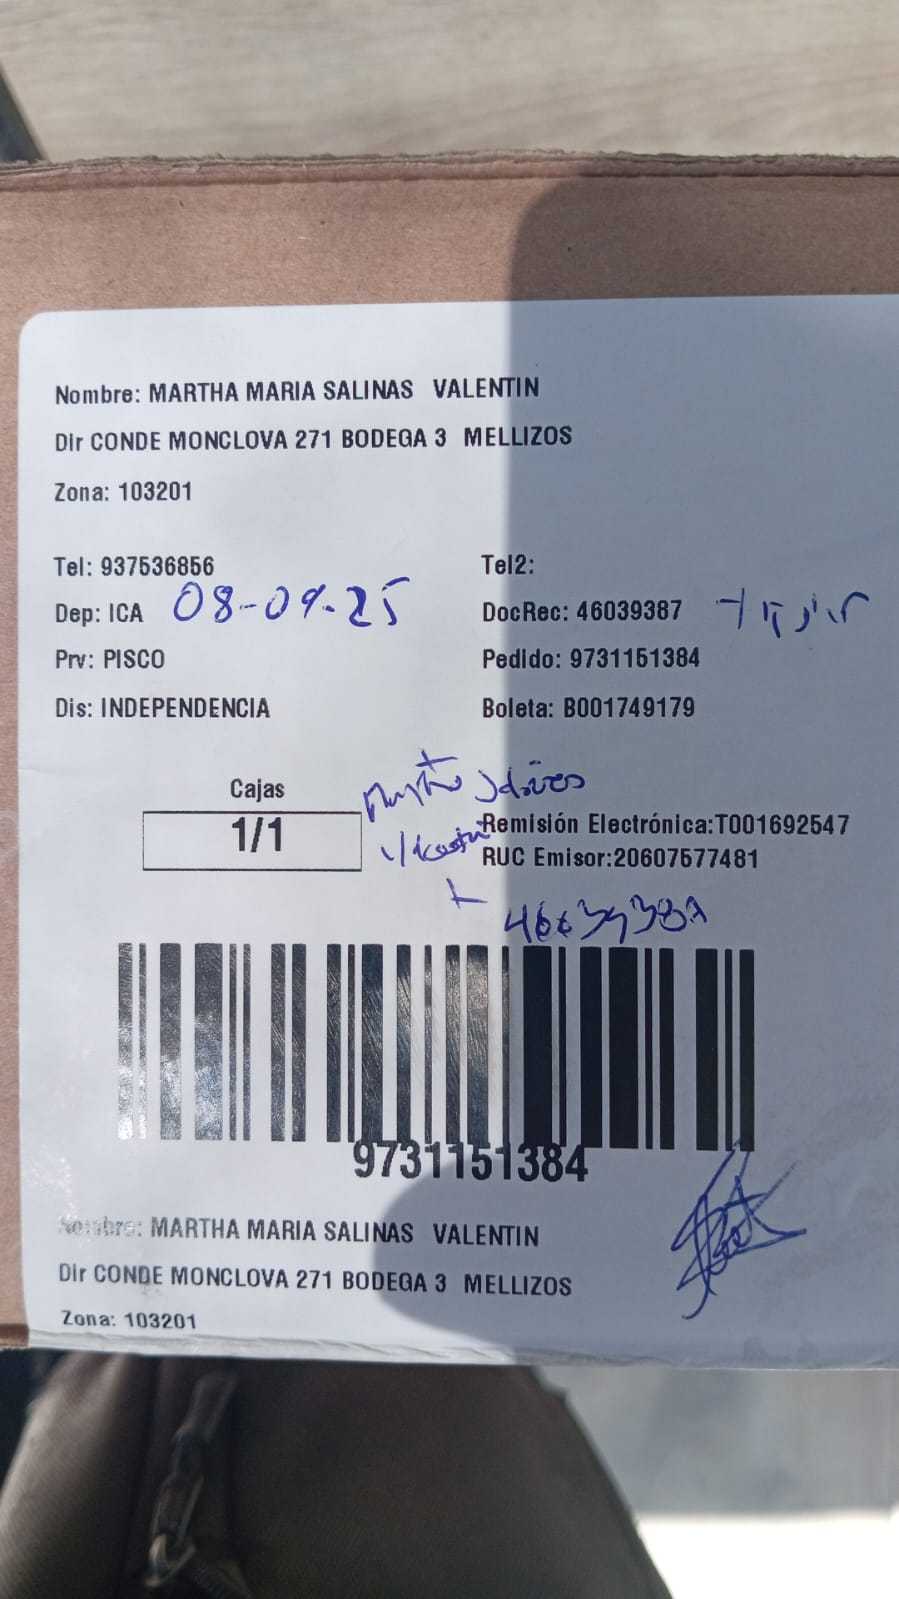 Nombre: MARTHA MARIA SALINAS VALENTIN
Dir CONDE MONCLOVA 271 BODEGA 3 MELLIZOS
Zona: 103201
Tel: 937536856 Tel2:
Dep: ICA 08-09-25 DocRec: 46039387
Prv: PISCO Pedido: 9731151384
Dis: INDEPENDENCIA Boleta: B001749179
Cajas
1/1
Remisión Electrónica:T001692547
RUC Emisor:20607577481
46039387
9731151384
Nombre: MARTHA MARIA SALINAS VALENTIN
Dir CONDE MONCLOVA 271 BODEGA 3 MELLIZOS
Zona: 103201